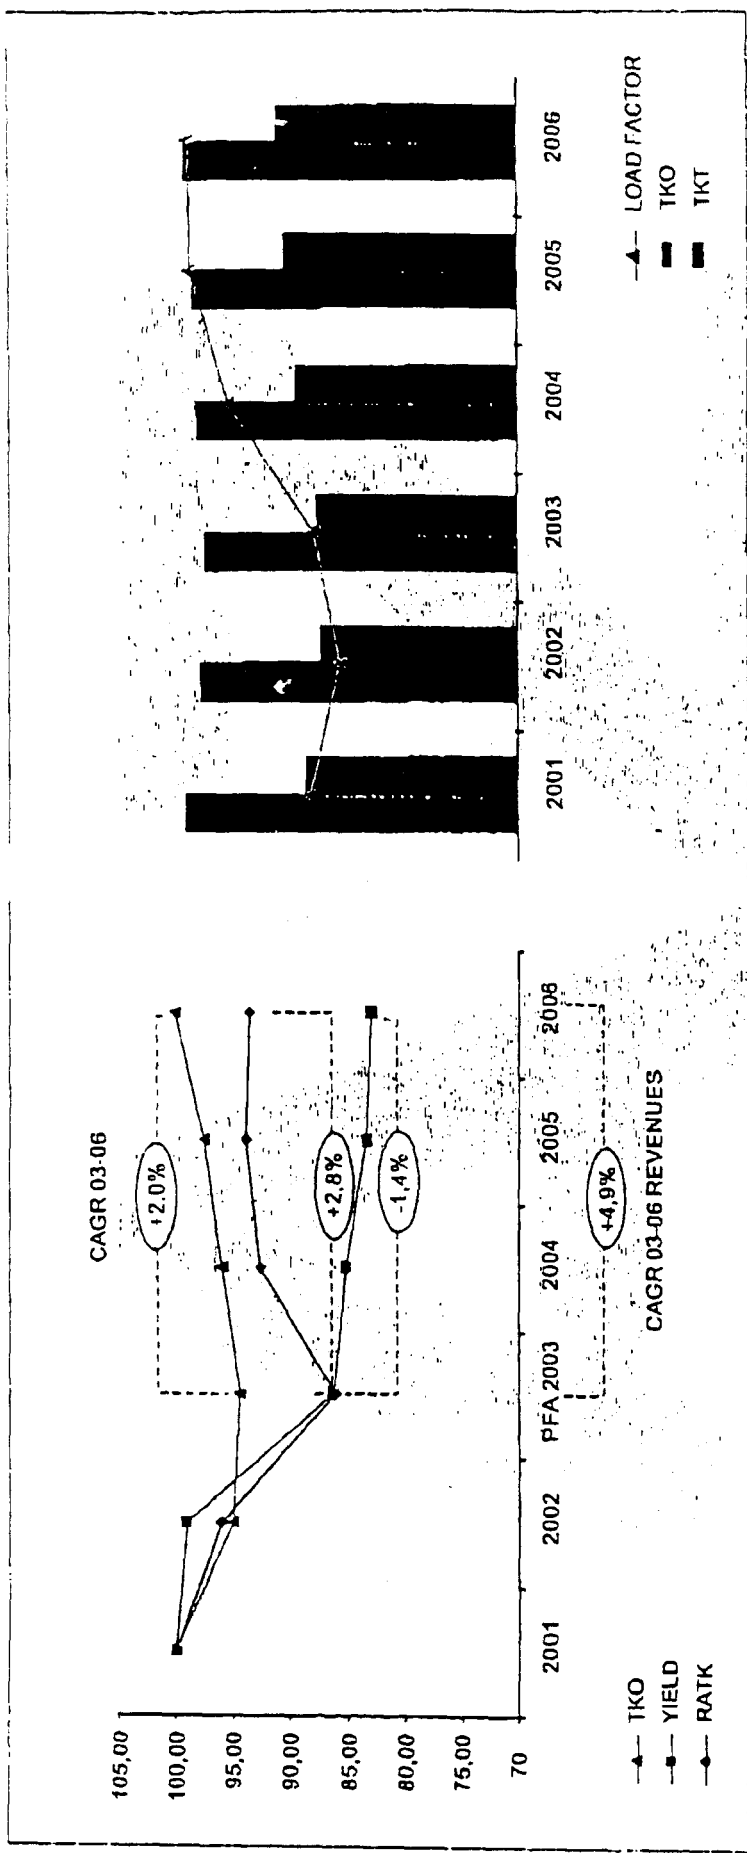 CAGR 03-06
105,00
100,00
95,00
90,00
85,00
80,00
75,00
70
+2.0%
+2,8%
-1,4%
+4,9%
2001
2002
PFA 2003
2004
2005
2006
CAGR 03-06 REVENUES
TKO
YIELD
RATK
2001
2002
2003
2004
2005
2006
LOAD FACTOR
TKO
TKT